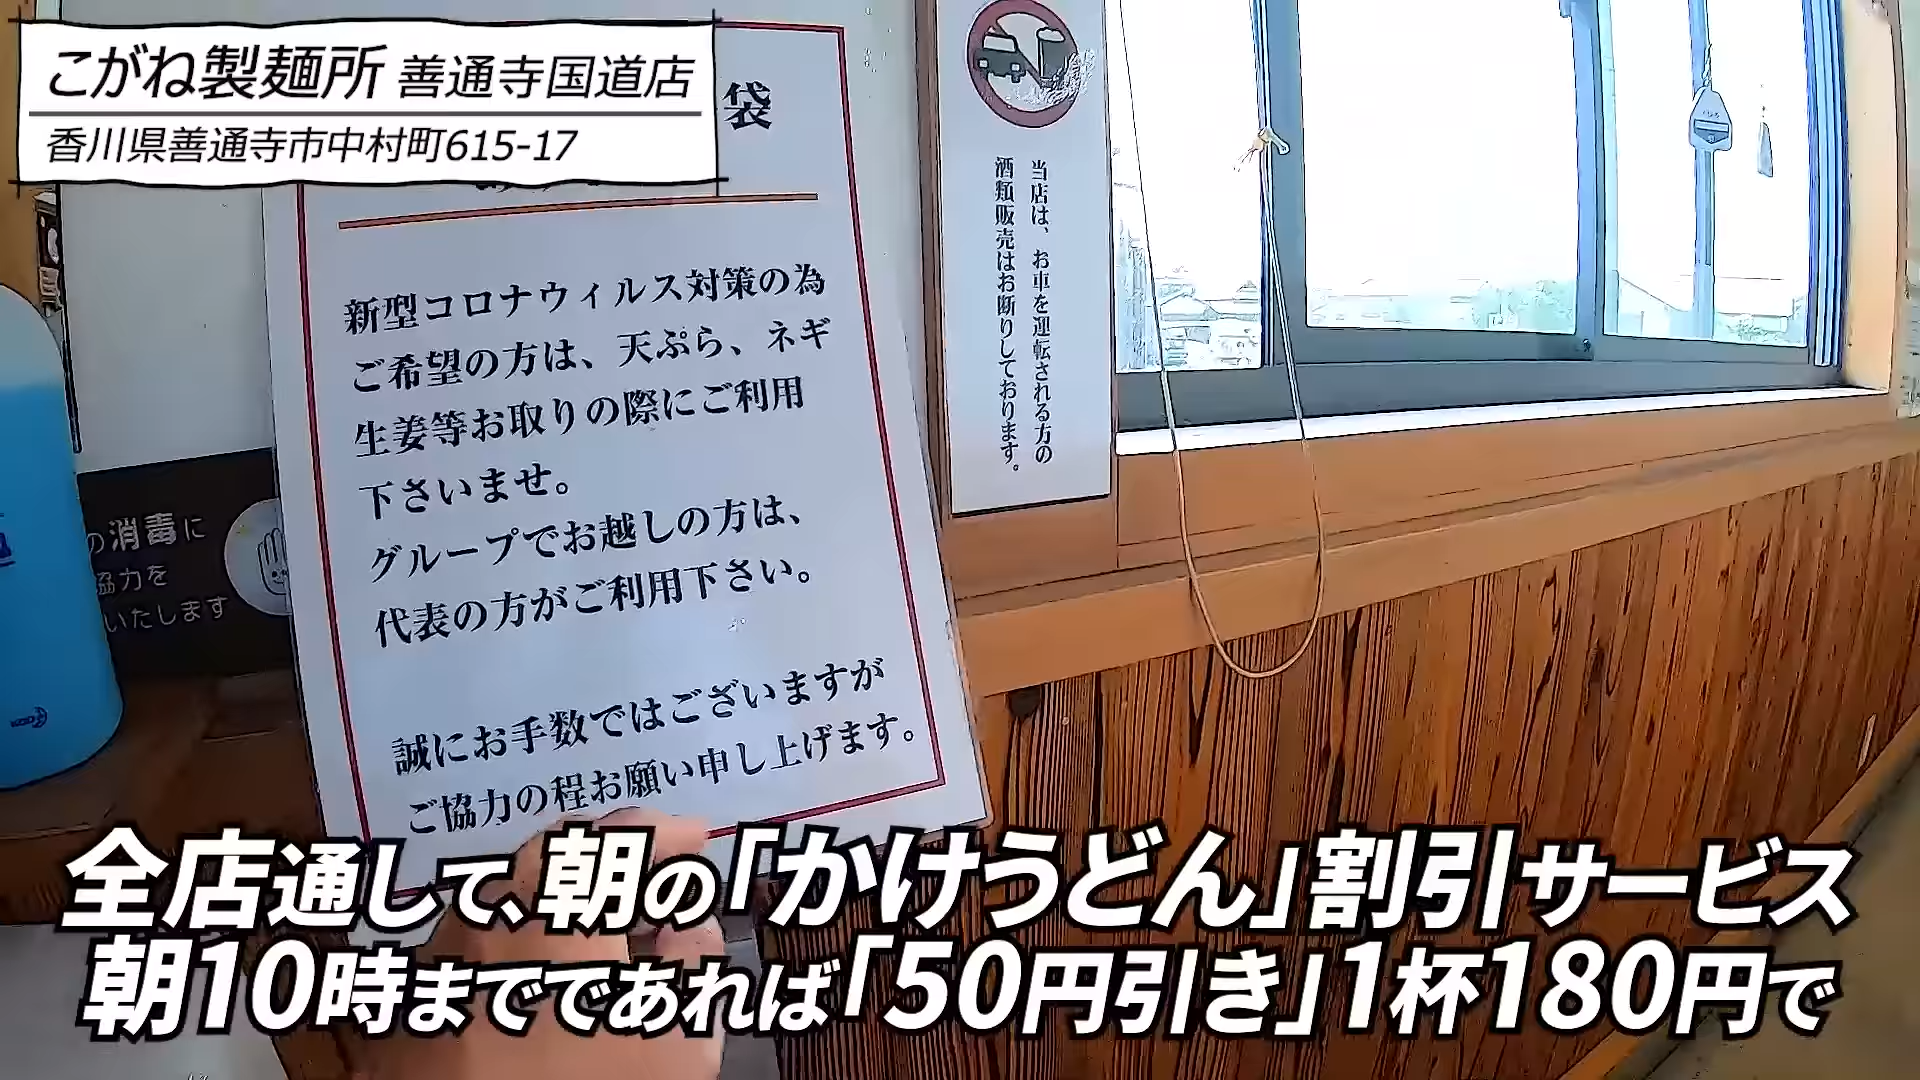 こがね製麺所 善通寺国道店
香川県善通寺市中村町615-17
袋
新型コロナウィルス対策の為
ご希望の方は、天ぷら、ネギ
生姜等お取りの際にご利用
下さいませ。
グループでお越しの方は、
代表の方がご利用下さい。
誠にお手数ではございますが
ご協力の程お願い申し上げます。
当店は、お車を運転される方の
酒類販売はお断りしております。
の消毒に
協力を
いたします
全店通して、朝の「かけうどん」割引サービス
朝10時まででであれば「50円引き」1杯180円で